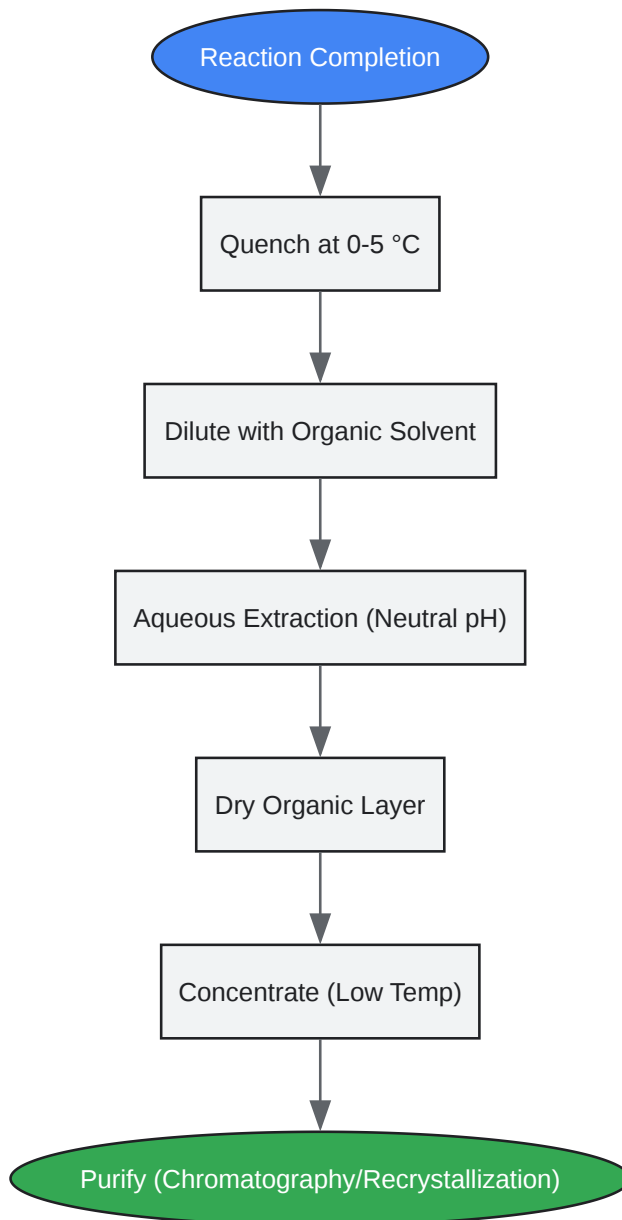 Reaction Completion
Quench at 0-5 °C
Dilute with Organic Solvent
Aqueous Extraction (Neutral pH)
Dry Organic Layer
Concentrate (Low Temp)
Purify (Chromatography/Recrystallization)